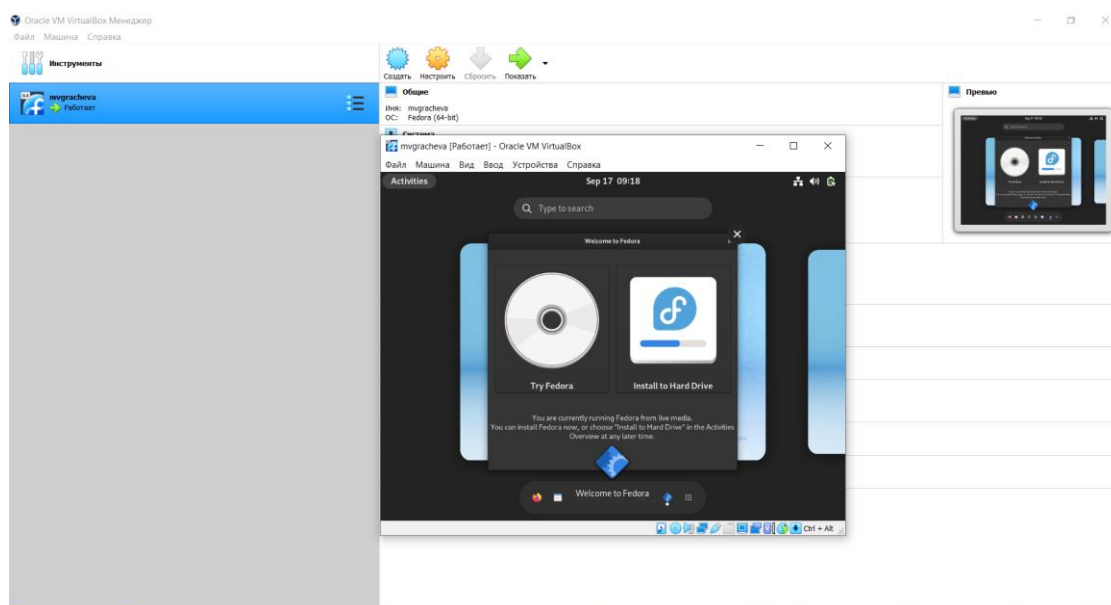 Oracle VM VirtualBox Менеджер
Файл Машина Справка
Инструменты
Создать Настроить Сбросить Показать
mvgracheva
Работает
Общие
Имя: mvgracheva
ОС: Fedora (64-bit)
Система
Превью
mvgracheva [Работает] - Oracle VM VirtualBox
Файл Машина Вид Ввод Устройства Справка
Activities
Sep 17 09:18
Type to search
Welcome to Fedora
Try Fedora
Install to Hard Drive
You are currently running Fedora from live media.
You can install Fedora now, or choose "Install to Hard Drive" in the Activities
Overview at any later time.
Welcome to Fedora
Ctrl + Alt